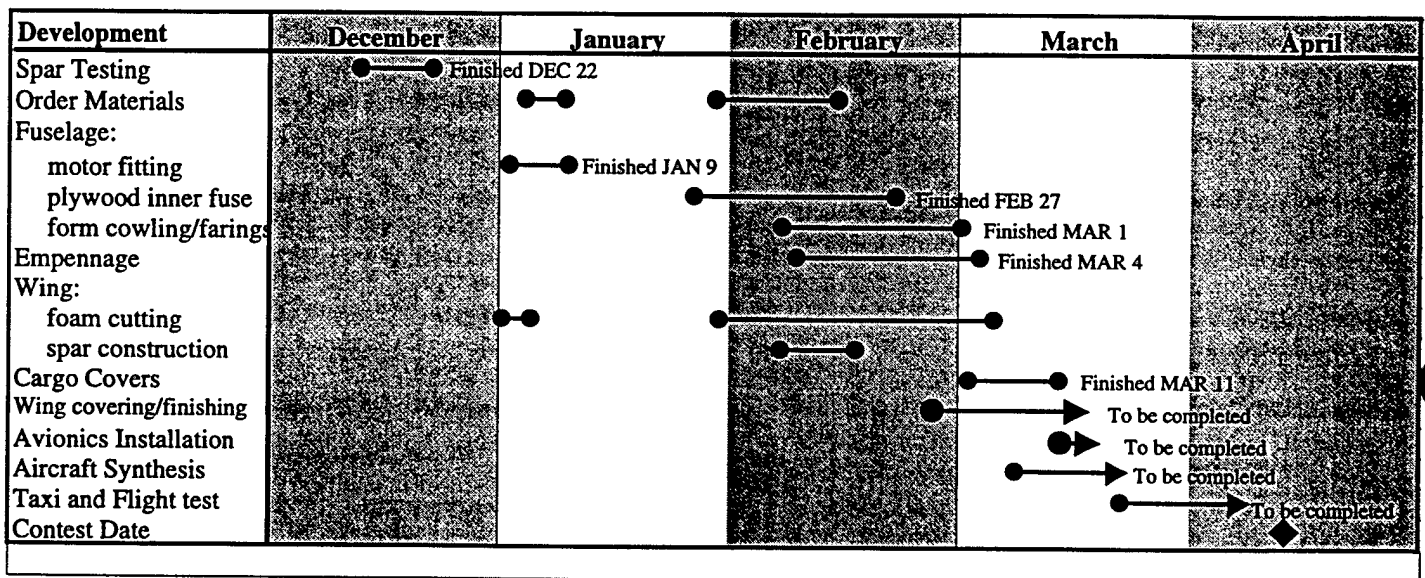 Development December January February March April
Spar Testing Finished DEC 22
Order Materials
Fuselage:
motor fitting Finished JAN 9
plywood inner fuse Finished FEB 27
form cowling/farings Finished MAR 1
Empennage Finished MAR 4
Wing:
foam cutting
spar construction
Cargo Covers Finished MAR 11
Wing covering/finishing To be completed
Avionics Installation To be completed
Aircraft Synthesis To be completed
Taxi and Flight test To be completed
Contest Date